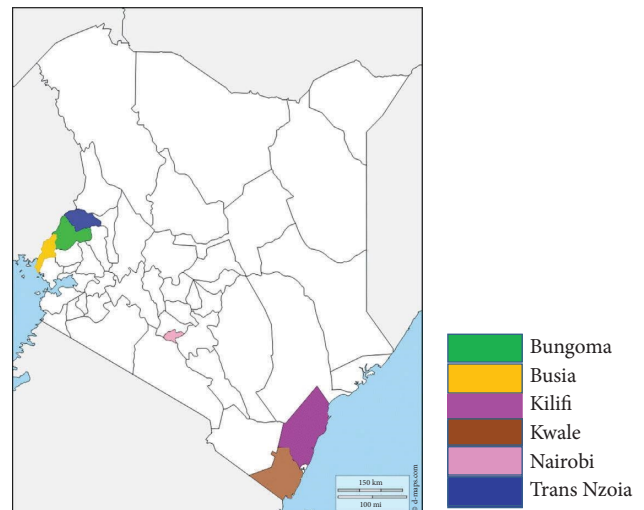 Bungoma
Busia
Kilifi
Kwale
Nairobi
Trans Nzoia
150 km
100 mi
© d-maps.com